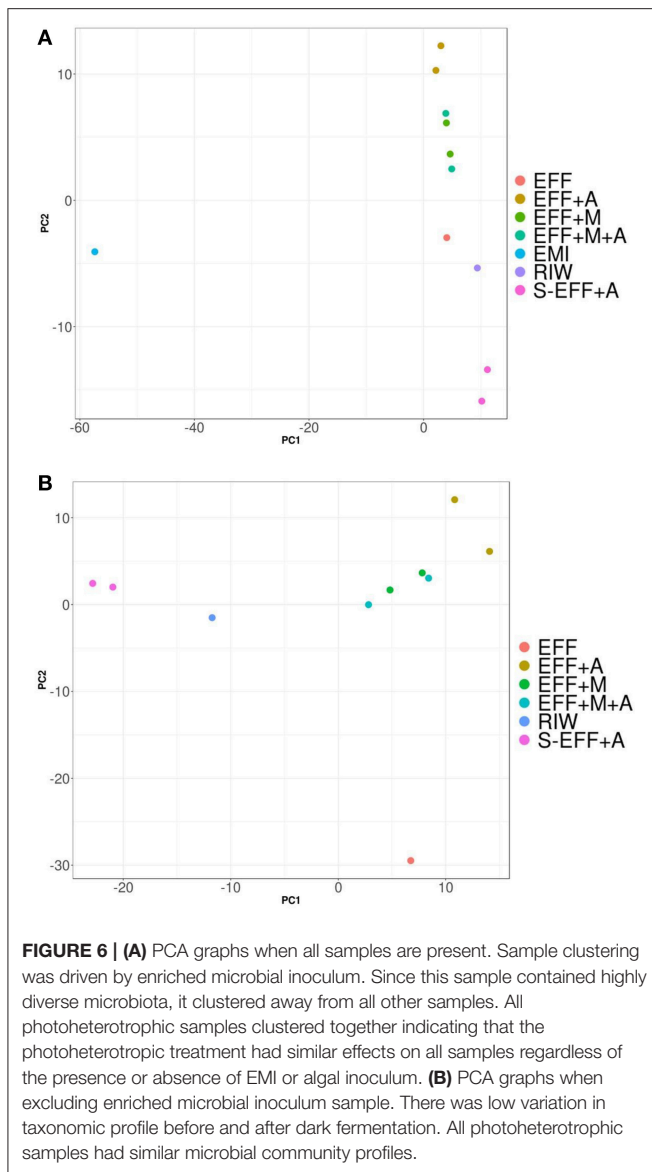 A
10
0
-10
PC2
-60
-40
-20
0
PC1
EFF
EFF+A
EFF+M
EFF+M+A
EMI
RIW
S-EFF+A
B
10
0
-10
-20
-30
PC2
-20
-10
0
10
PC1
EFF
EFF+A
EFF+M
EFF+M+A
RIW
S-EFF+A
FIGURE 6 | (A) PCA graphs when all samples are present. Sample clustering
was driven by enriched microbial inoculum. Since this sample contained highly
diverse microbiota, it clustered away from all other samples. All
photoheterotrophic samples clustered together indicating that the
photoheterotropic treatment had similar effects on all samples regardless of
the presence or absence of EMI or algal inoculum. (B) PCA graphs when
excluding enriched microbial inoculum sample. There was low variation in
taxonomic profile before and after dark fermentation. All photoheterotrophic
samples had similar microbial community profiles.